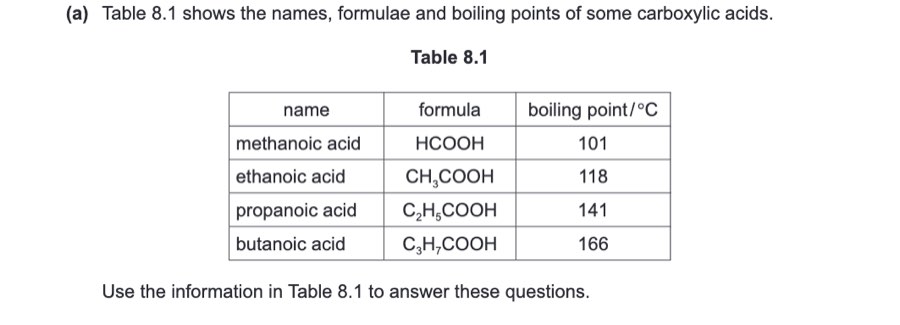 (a) Table 8.1 shows the names, formulae and boiling points of some carboxylic acids.
Table 8.1
name formula boiling point/°C
methanoic acid HCOOH 101
ethanoic acid CH₃COOH 118
propanoic acid C₂H₅COOH 141
butanoic acid C₃H₇COOH 166
Use the information in Table 8.1 to answer these questions.